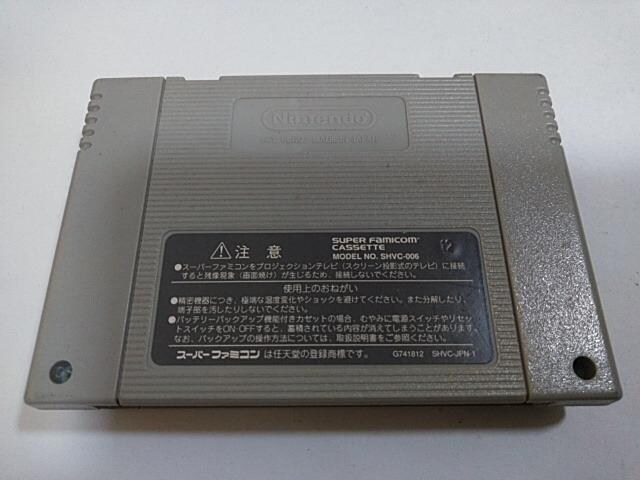 Nintendo
MADE IN JAPAN
注意
SUPER FAMICOM
CASSETTE
MODEL NO. SHVC-006
●スーパーファミコンをプロジェクションテレビ（スクリーン投影式のテレビ）に接続
すると残像現象（画面焼け）が生じるため、接続しないでください。
使用上のおねがい
●精密機器につき、極端な温度変化やショックを避けてください。また分解したり、
端子部を汚したりしないでください。
●バッテリーバックアップ機能付きカセットの場合、むやみに電源スイッチやリセッ
トスイッチをON・OFFすると、蓄積されている内容が消えてしまうことがあります。
なお、バックアップの操作方法については、取扱説明書をご参照ください。
スーパーファミコン は任天堂の登録商標です。
G741812 SHVC-JPN-1